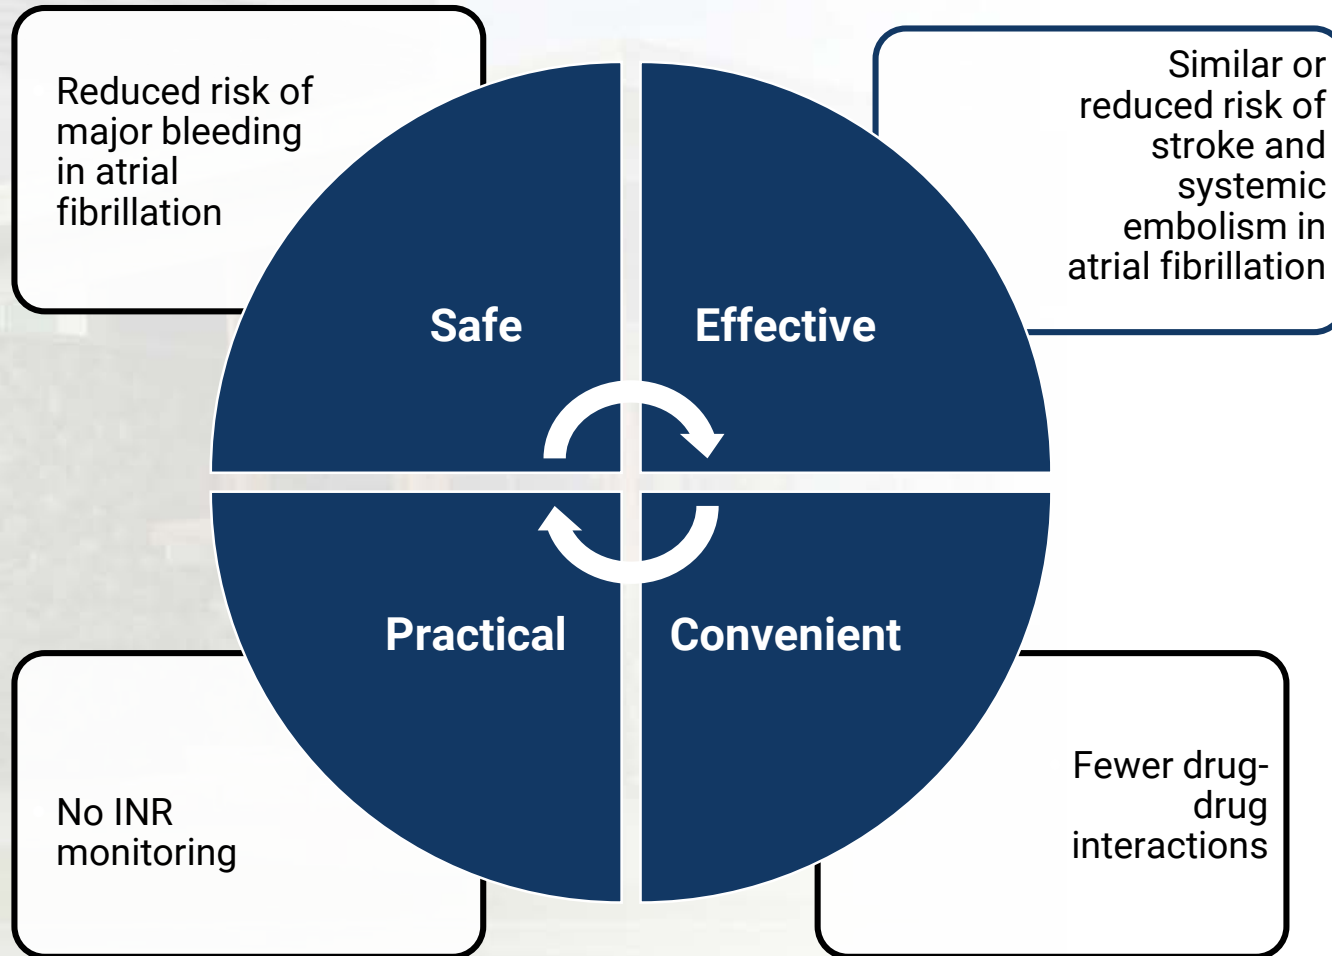 Reduced risk of
major bleeding
in atrial
fibrillation
Similar or
reduced risk of
stroke and
systemic
embolism in
atrial fibrillation
Safe
Effective
Practical
Convenient
No INR
monitoring
Fewer drug-
drug
interactions